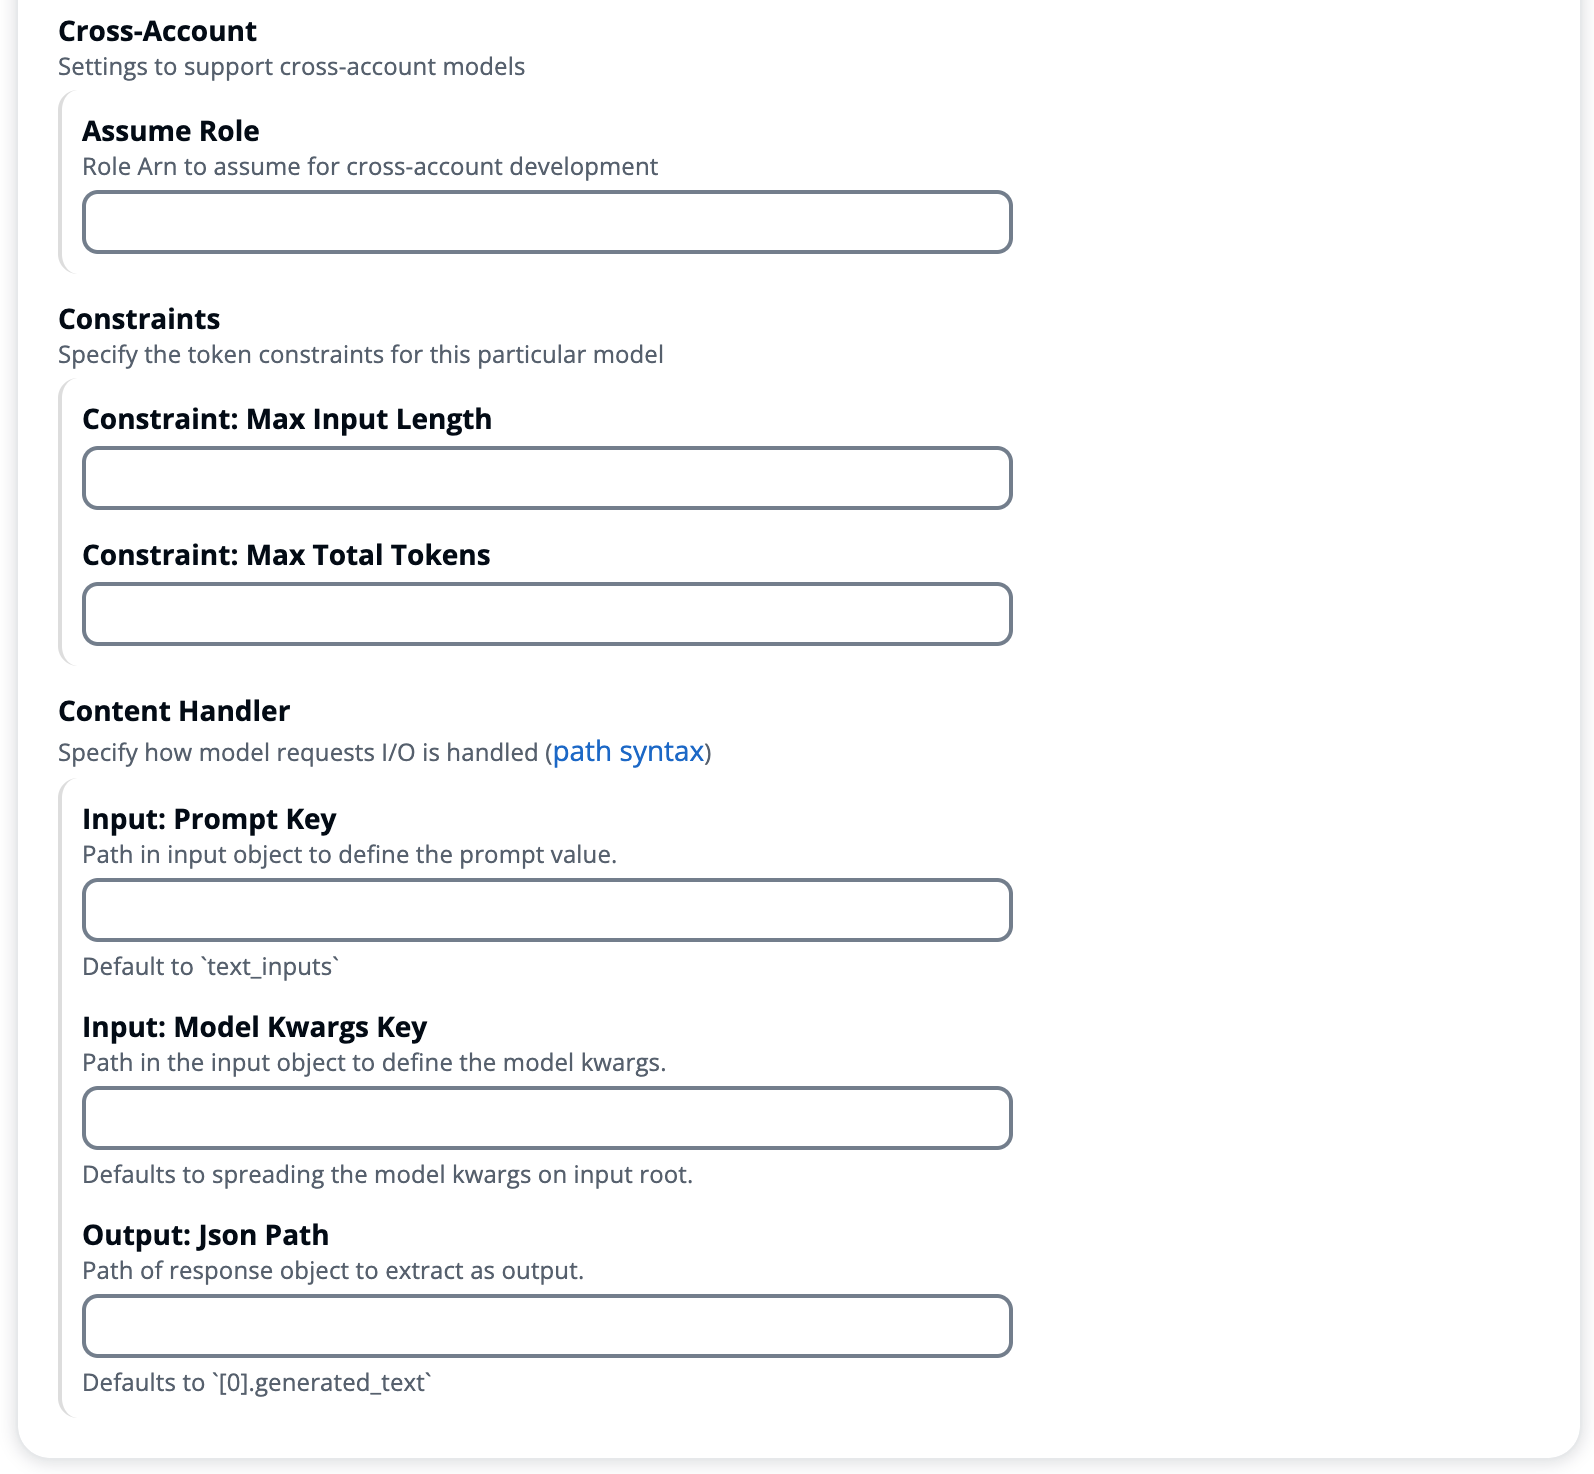 Cross-Account
Settings to support cross-account models
Assume Role
Role Arn to assume for cross-account development
Constraints
Specify the token constraints for this particular model
Constraint: Max Input Length
Constraint: Max Total Tokens
Content Handler
Specify how model requests I/O is handled (path syntax)
Input: Prompt Key
Path in input object to define the prompt value.
Default to `text_inputs`
Input: Model Kwargs Key
Path in the input object to define the model kwargs.
Defaults to spreading the model kwargs on input root.
Output: Json Path
Path of response object to extract as output.
Defaults to `[0].generated_text`